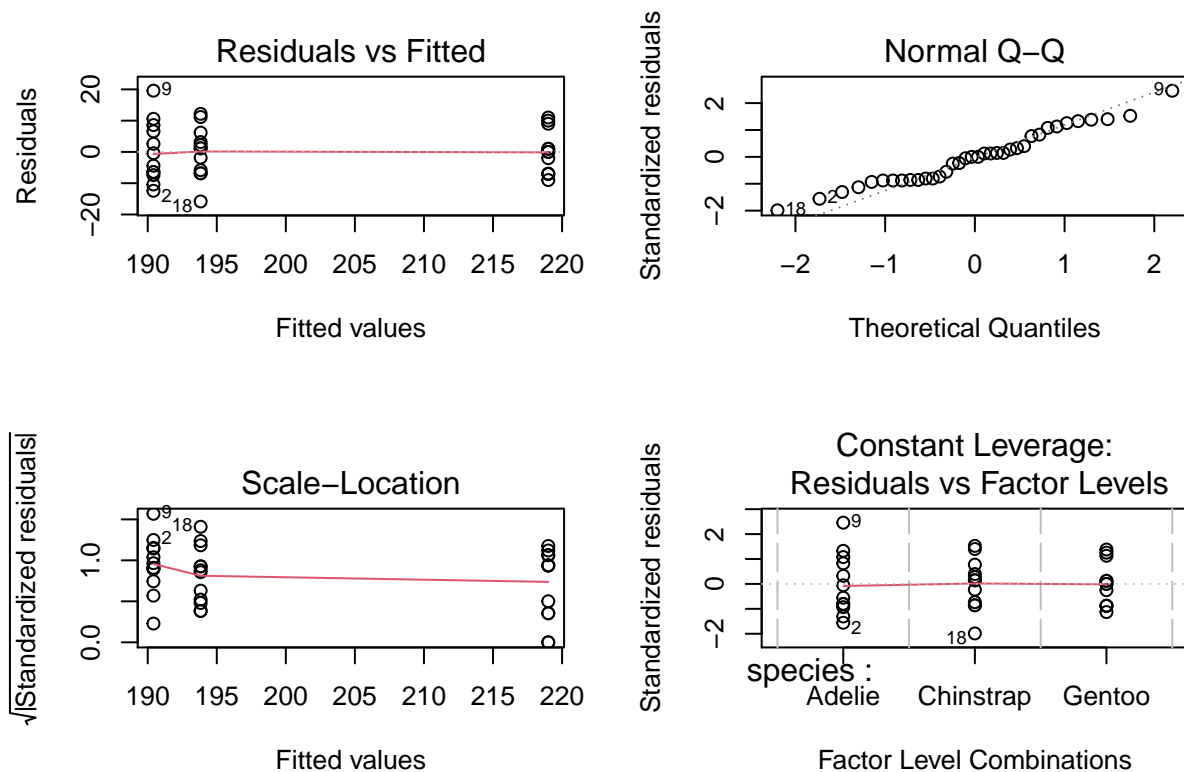 Residuals vs Fitted
Residuals
20
0
−20
9
2
18
190 195 200 205 210 215 220
Fitted values
Normal Q−Q
Standardized residuals
2
0
−2
9
2
18
−2 −1 0 1 2
Theoretical Quantiles
Scale−Location
√|Standardized residuals|
1.0
0.0
9
2
18
190 195 200 205 210 215 220
Fitted values
Constant Leverage:
Residuals vs Factor Levels
Standardized residuals
2
0
−2
9
2
18
species :
Adelie Chinstrap Gentoo
Factor Level Combinations